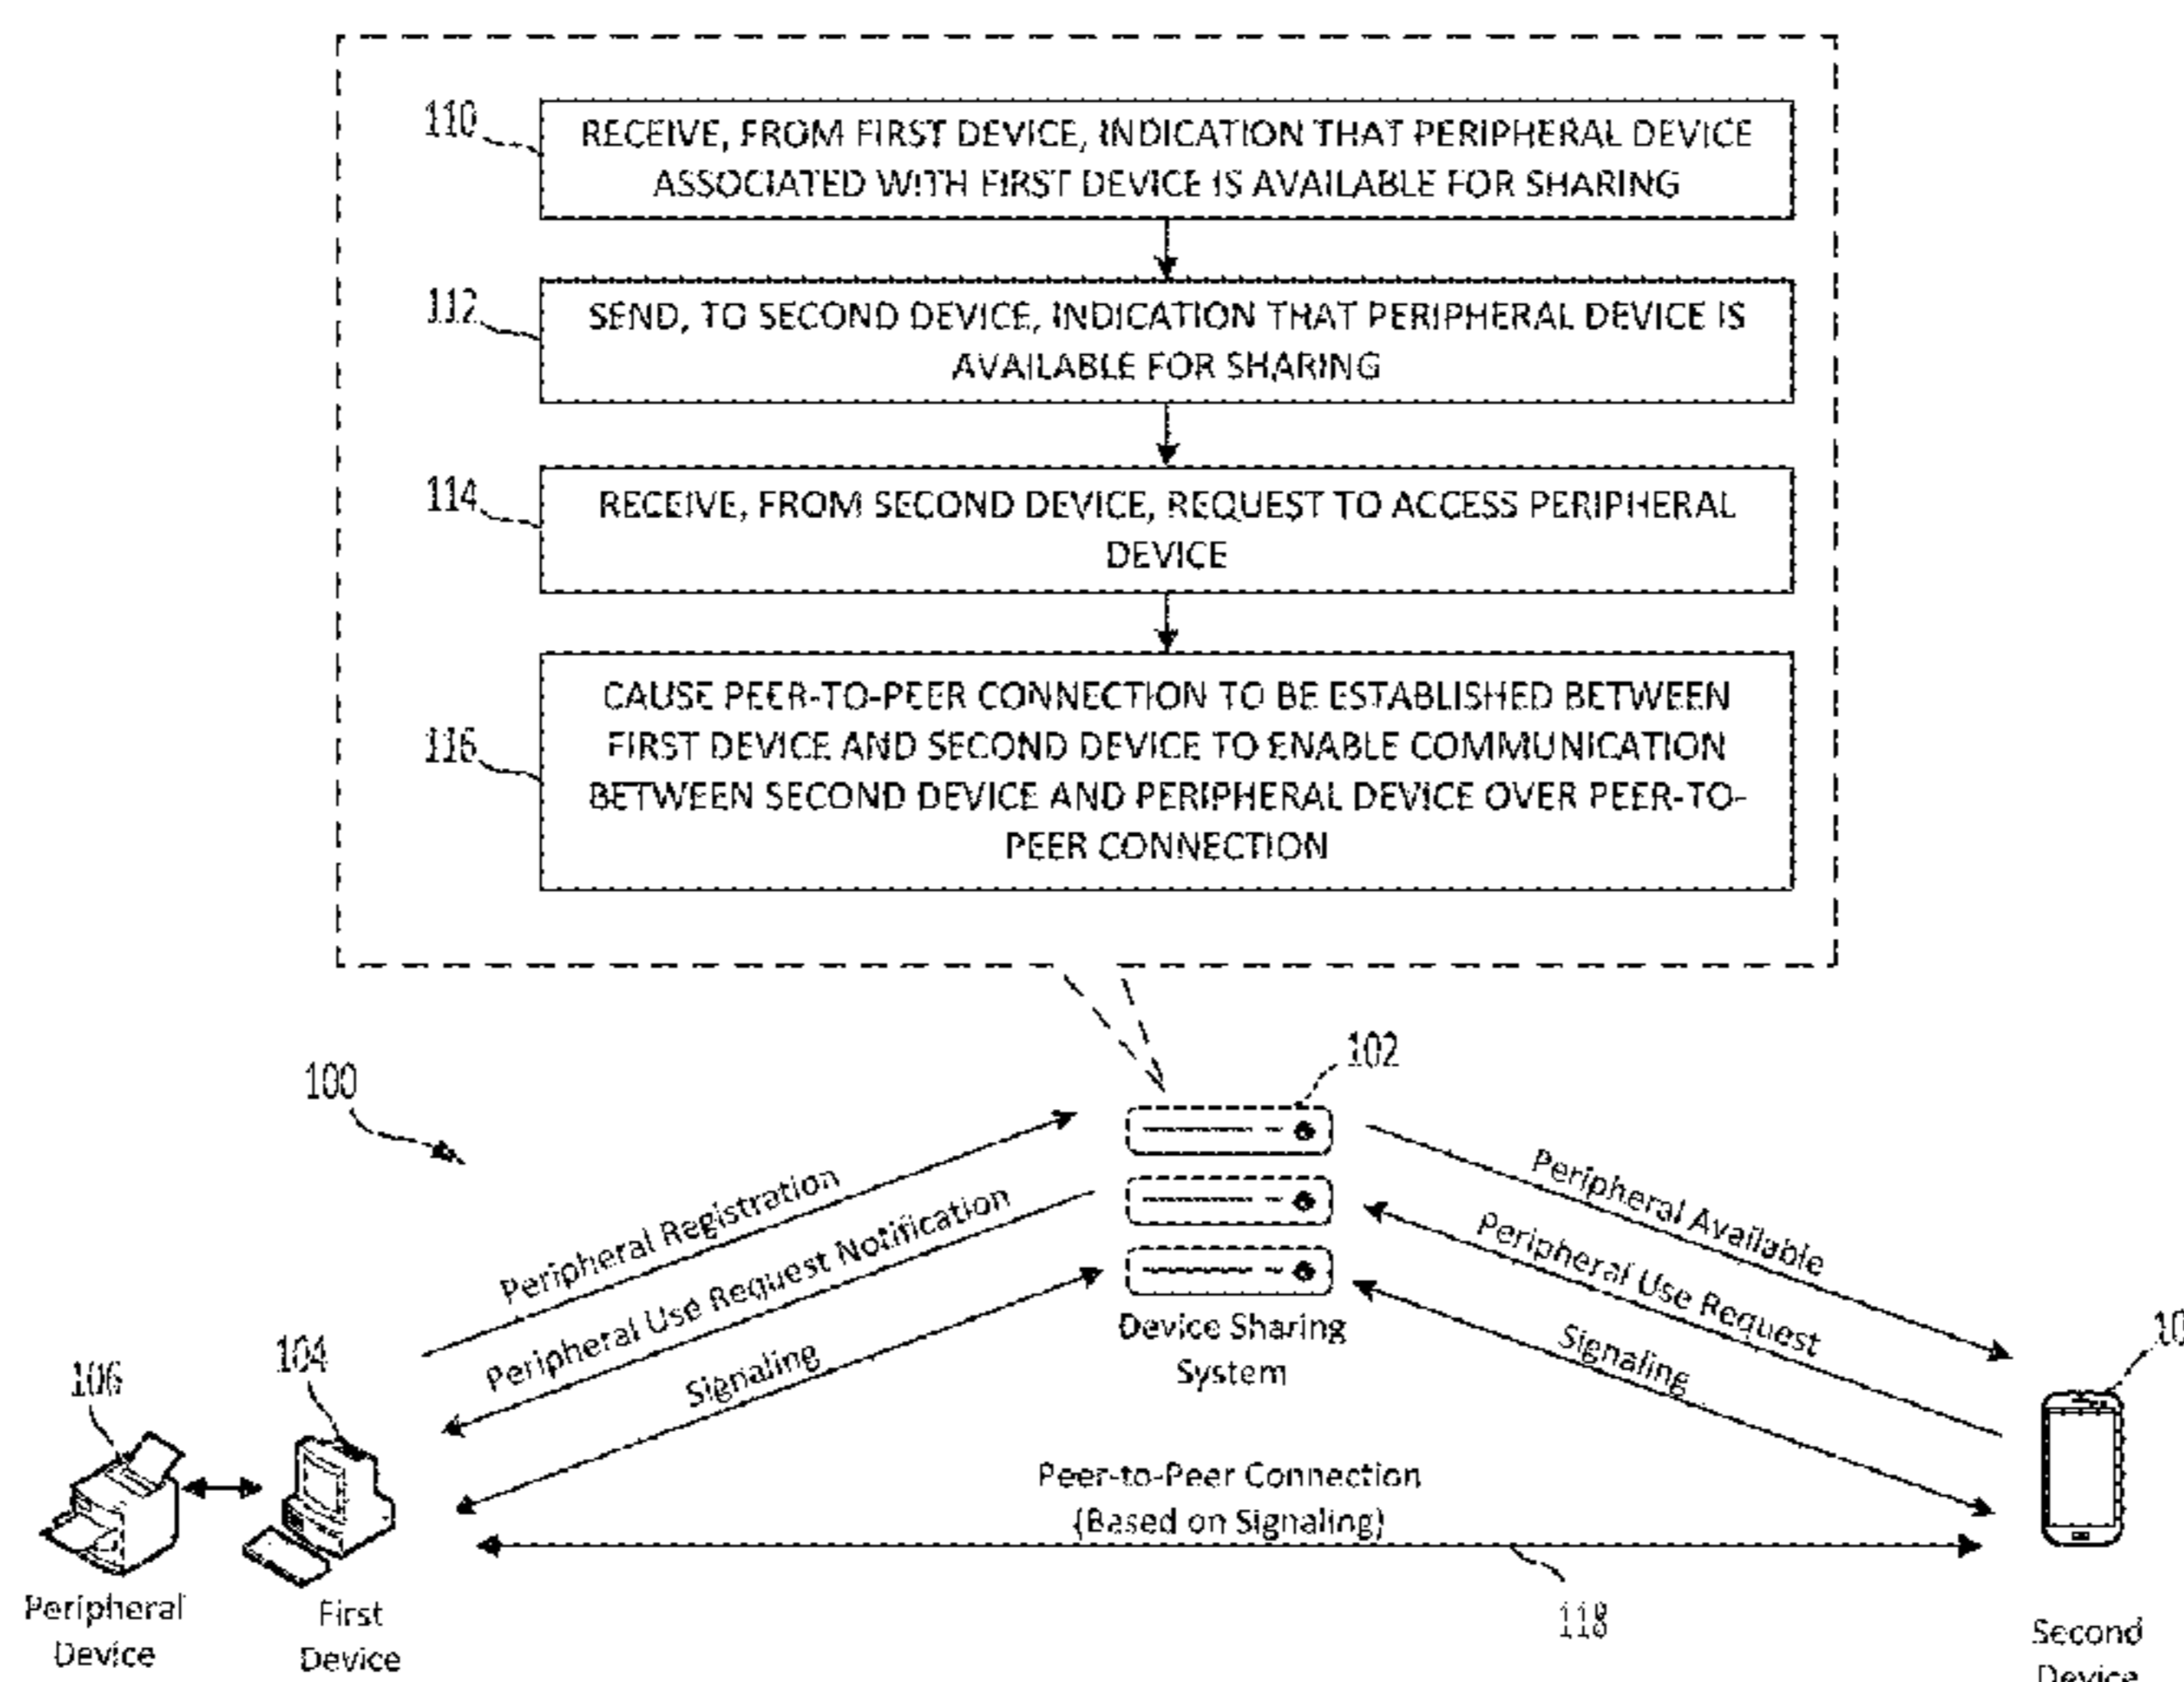 110
RECEIVE, FROM FIRST DEVICE, INDICATION THAT PERIPHERAL DEVICE
ASSOCIATED WITH FIRST DEVICE IS AVAILABLE FOR SHARING
112
SEND, TO SECOND DEVICE, INDICATION THAT PERIPHERAL DEVICE IS
AVAILABLE FOR SHARING
114
RECEIVE, FROM SECOND DEVICE, REQUEST TO ACCESS PERIPHERAL
DEVICE
116
CAUSE PEER-TO-PEER CONNECTION TO BE ESTABLISHED BETWEEN
FIRST DEVICE AND SECOND DEVICE TO ENABLE COMMUNICATION
BETWEEN SECOND DEVICE AND PERIPHERAL DEVICE OVER PEER-TO-
PEER CONNECTION
100
102
Peripheral Registration
Peripheral Use Request Notification
Signaling
Peripheral Available
Peripheral Use Request
Signaling
Device Sharing
System
106
104
10
Peer-to-Peer Connection
(Based on Signaling)
118
Peripheral
Device
First
Device
Second
Device